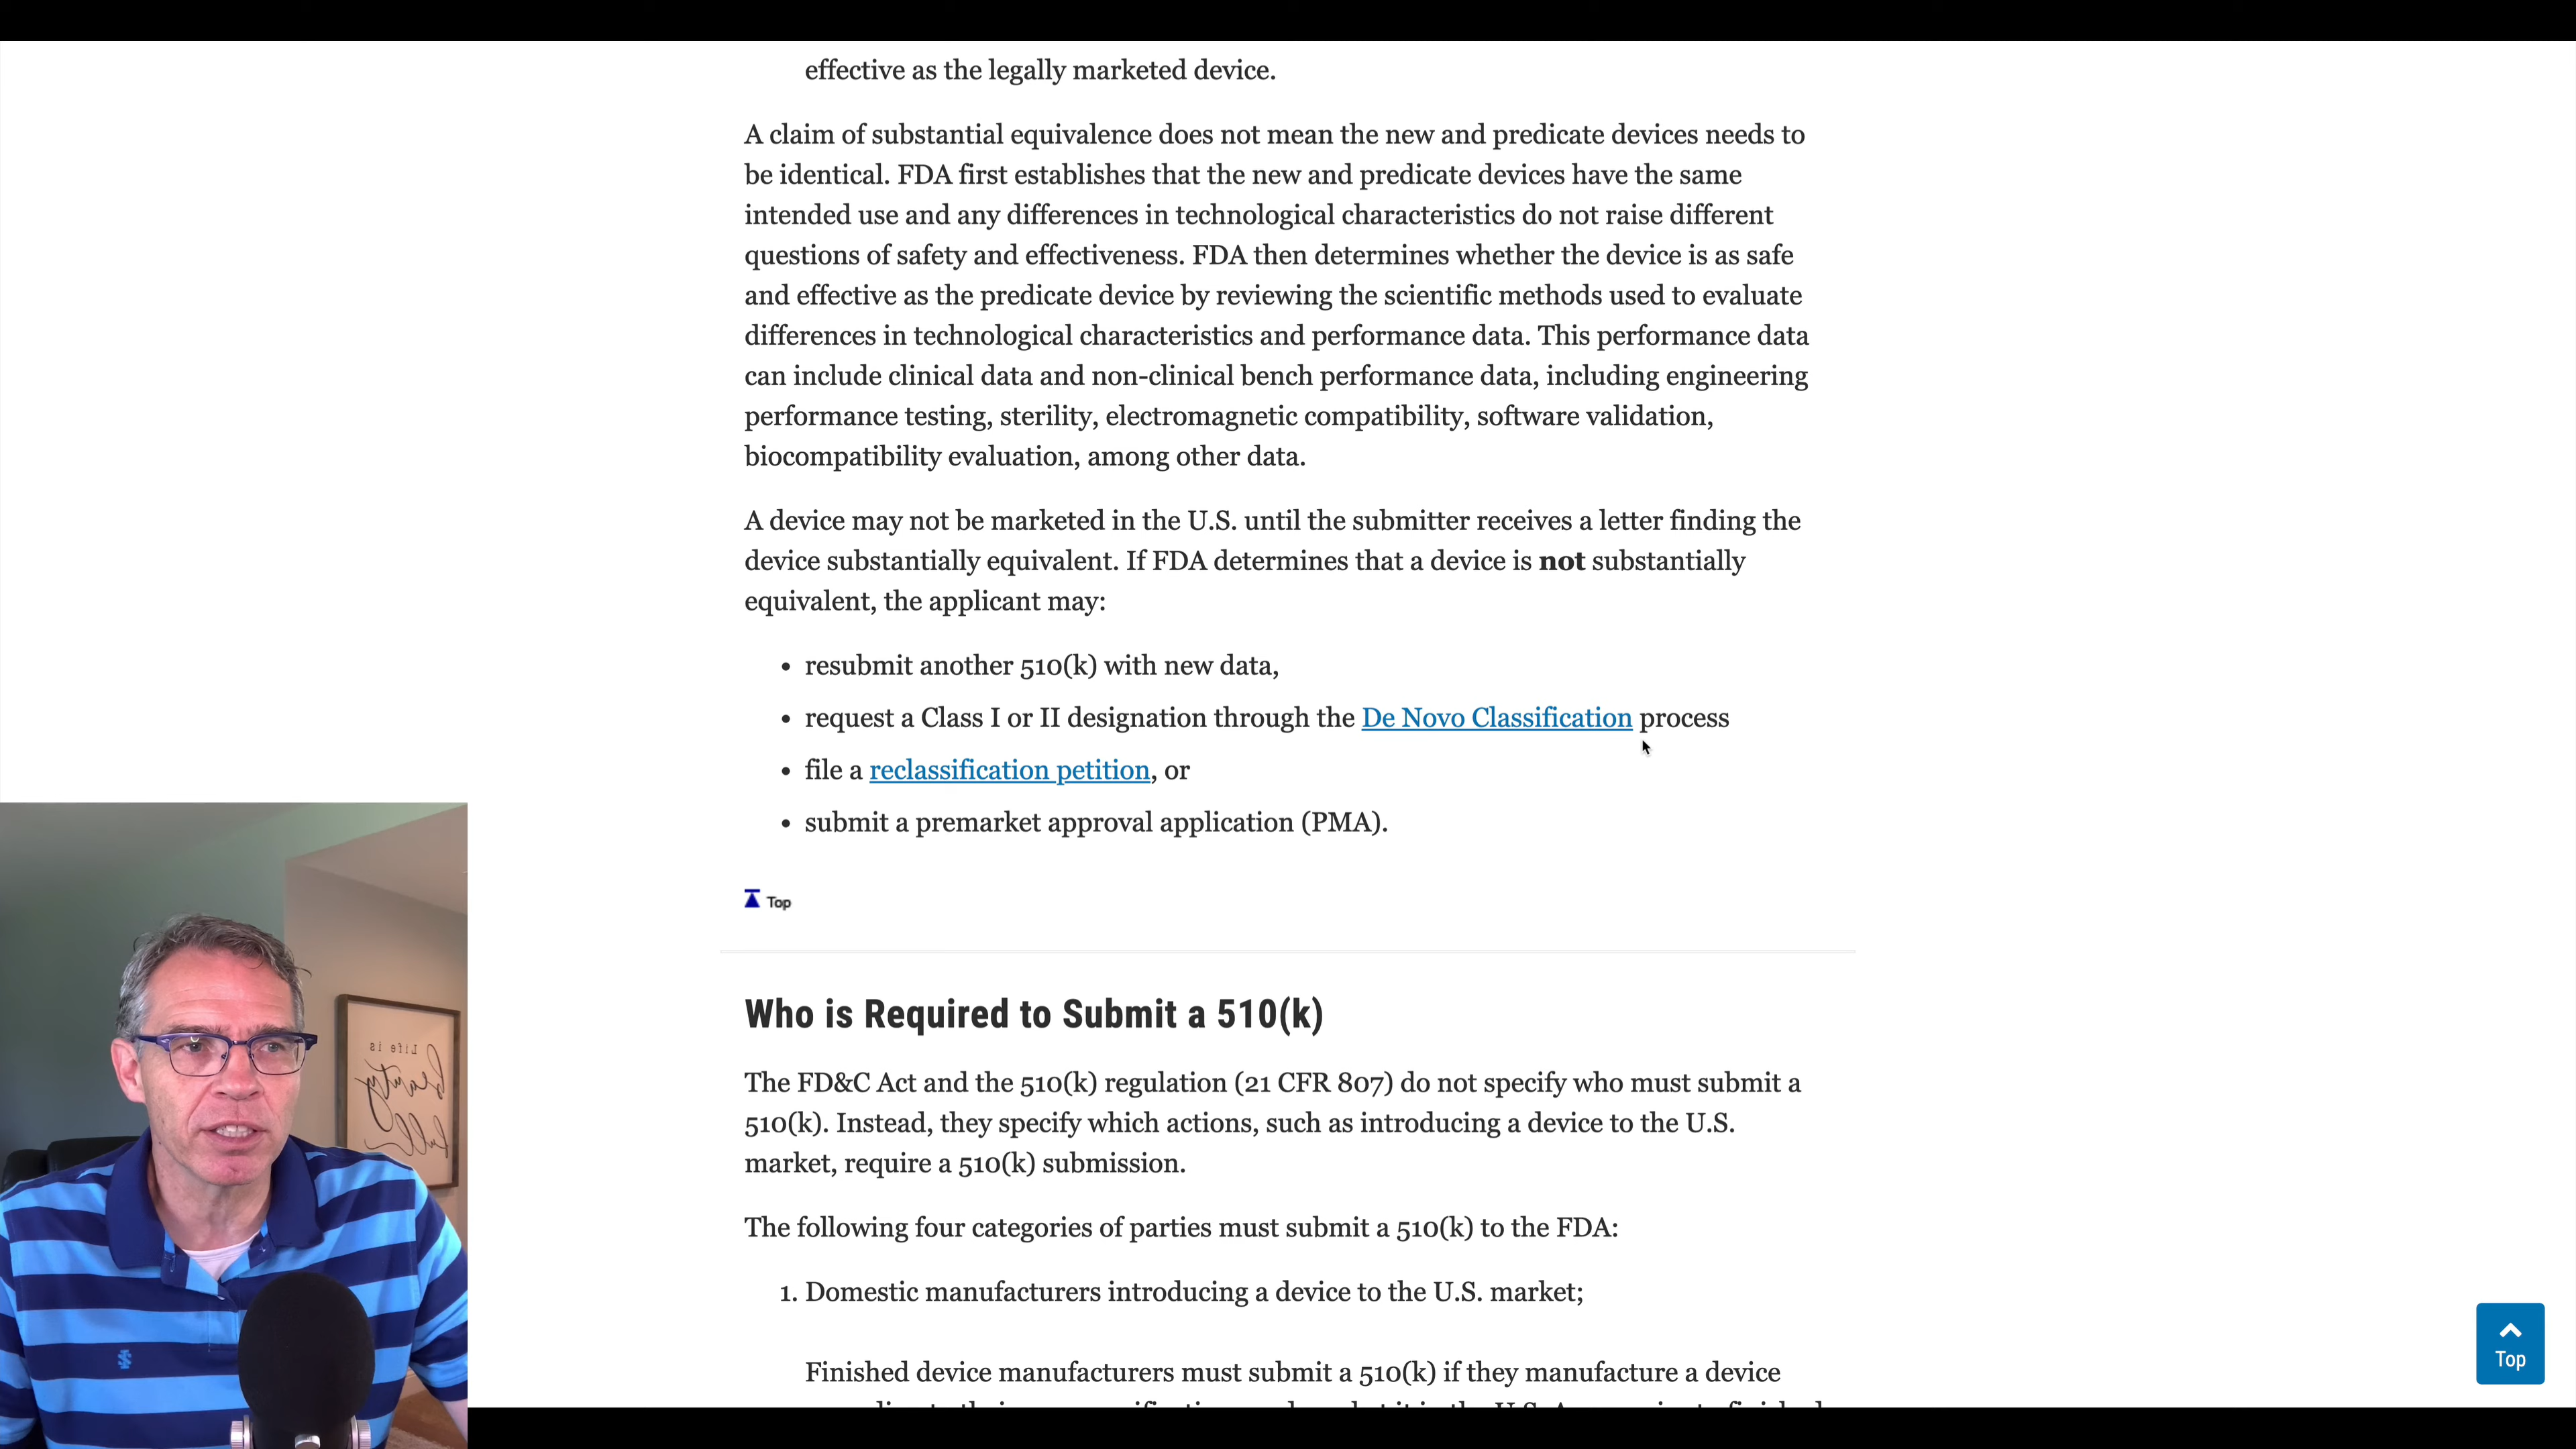 effective as the legally marketed device.
A claim of substantial equivalence does not mean the new and predicate devices needs to
be identical. FDA first establishes that the new and predicate devices have the same
intended use and any differences in technological characteristics do not raise different
questions of safety and effectiveness. FDA then determines whether the device is as safe
and effective as the predicate device by reviewing the scientific methods used to evaluate
differences in technological characteristics and performance data. This performance data
can include clinical data and non-clinical bench performance data, including engineering
performance testing, sterility, electromagnetic compatibility, software validation,
biocompatibility evaluation, among other data.
A device may not be marketed in the U.S. until the submitter receives a letter finding the
device substantially equivalent. If FDA determines that a device is not substantially
equivalent, the applicant may:
• resubmit another 510(k) with new data,
• request a Class I or II designation through the De Novo Classification process
• file a reclassification petition, or
• submit a premarket approval application (PMA).
Top
Who is Required to Submit a 510(k)
The FD&C Act and the 510(k) regulation (21 CFR 807) do not specify who must submit a
510(k). Instead, they specify which actions, such as introducing a device to the U.S.
market, require a 510(k) submission.
The following four categories of parties must submit a 510(k) to the FDA:
1. Domestic manufacturers introducing a device to the U.S. market;
Finished device manufacturers must submit a 510(k) if they manufacture a device
Top
Life is
beauty
full